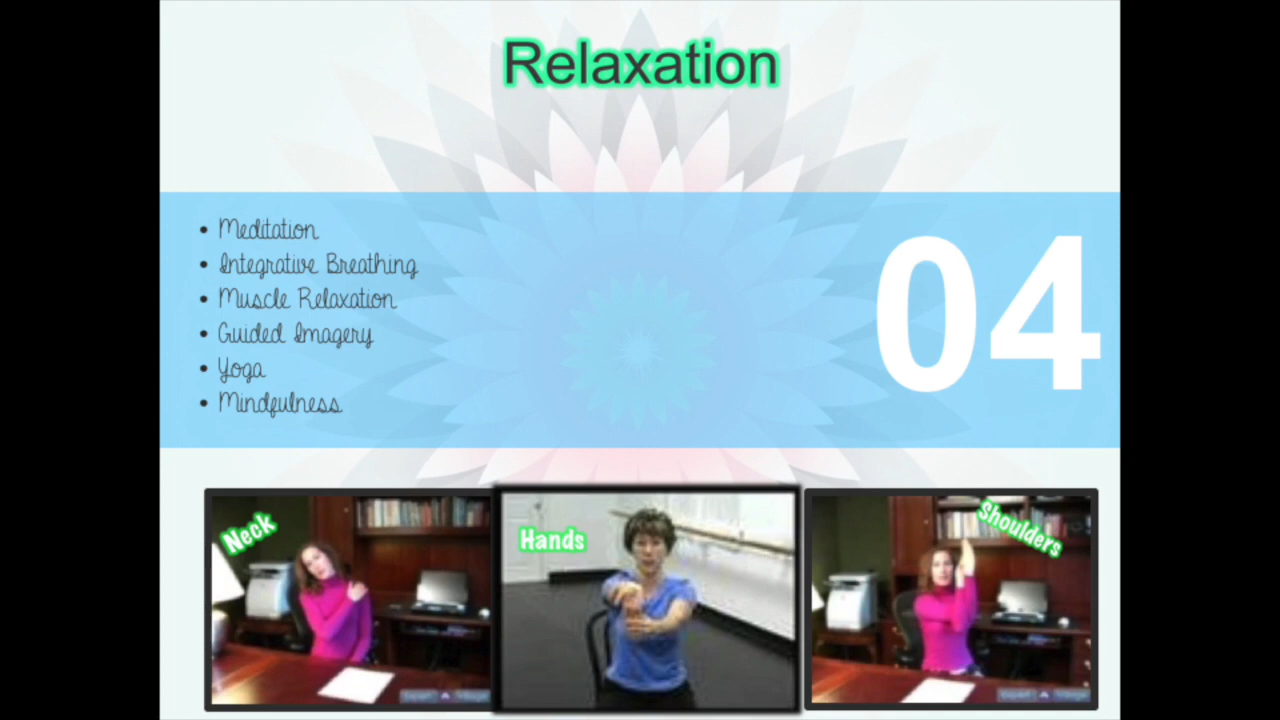 Relaxation
• Meditation
• Integrative Breathing
• Muscle Relaxation
• Guided Imagery
• Yoga
• Mindfulness
04
Neck
Hands
Shoulders